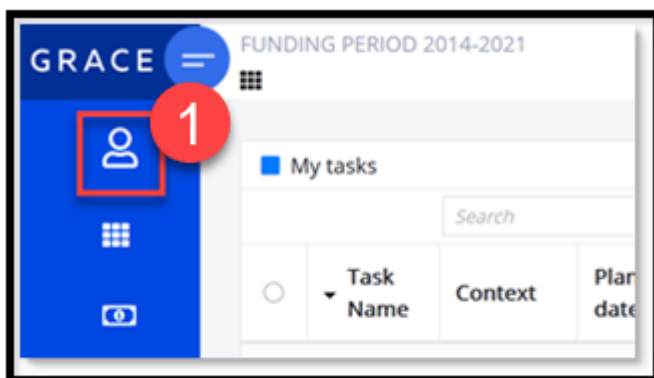 GRACE
FUNDING PERIOD 2014-2021
1
My tasks
Search
Task
Name
Context
Plan
date